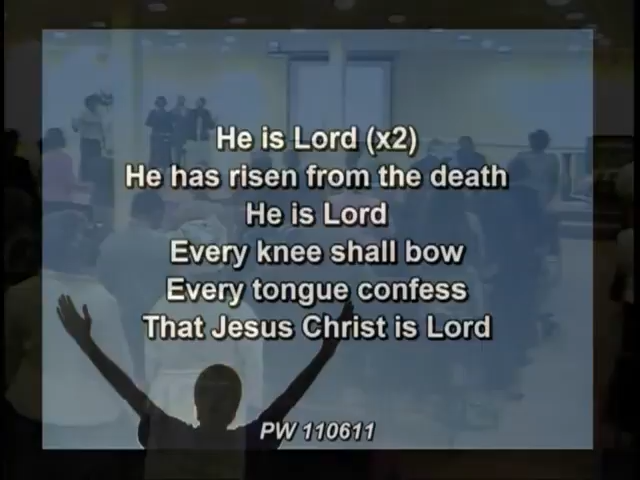 He is Lord (x2)
He has risen from the death
He is Lord
Every knee shall bow
Every tongue confess
That Jesus Christ is Lord
PW 110611